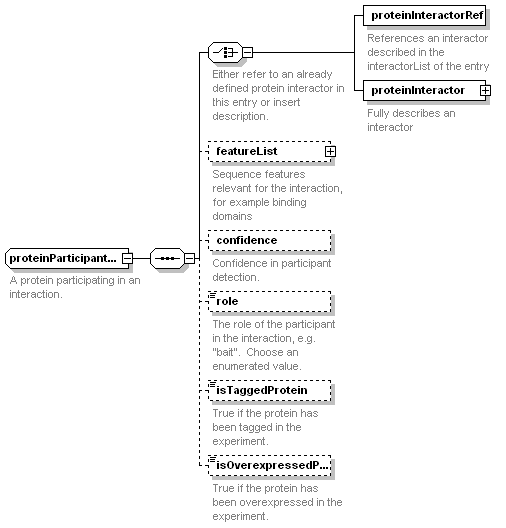 proteinInteractorRef
References an interactor
described in the
interactorList of the entry
Either refer to an already
defined protein interactor in
this entry or insert
description.
proteinInteractor
Fully describes an
interactor
featureList
Sequence features
relevant for the interaction,
for example binding
domains
proteinParticipant...
A protein participating in an
interaction.
confidence
Confidence in participant
detection.
role
The role of the participant
in the interaction, e.g.
"bait".  Choose an
enumerated value.
isTaggedProtein
True if the protein has
been tagged in the
experiment.
isOverexpressedP...
True if the protein has
been overexpressed in the
experiment.